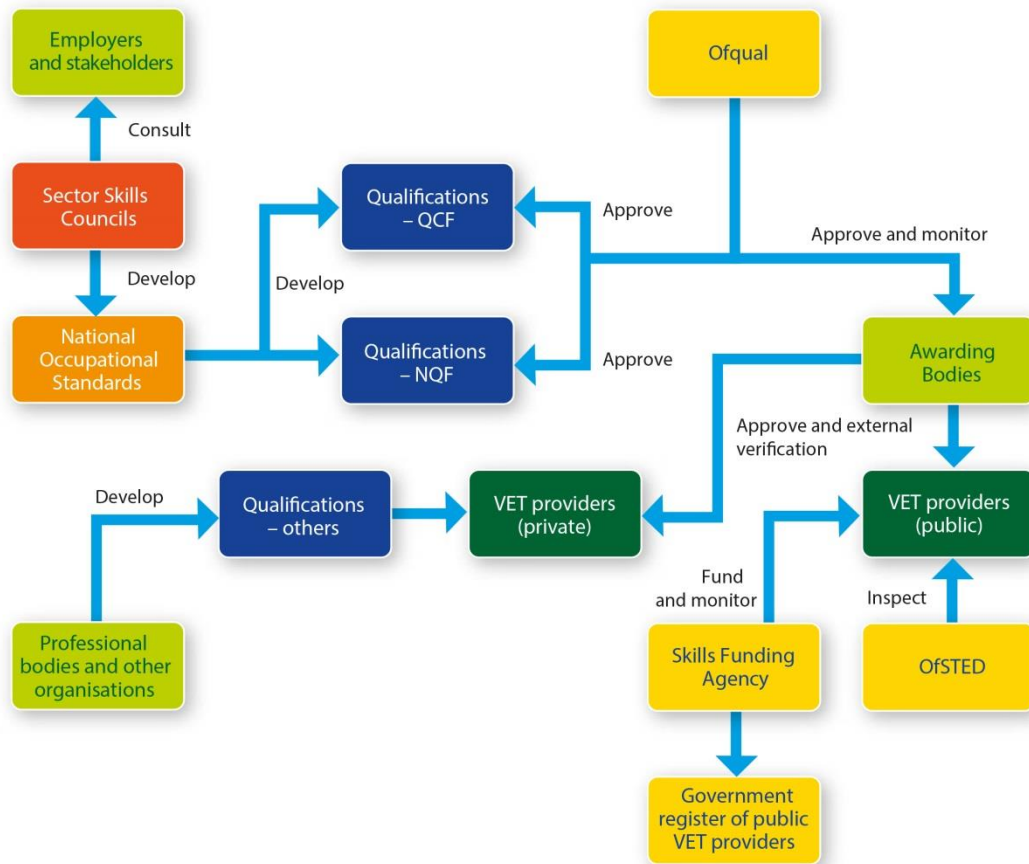 Employers
and stakeholders
Ofqual
Consult
Sector Skills
Councils
Qualifications
– QCF
Approve
Approve and monitor
Develop
Develop
National
Occupational
Standards
Qualifications
– NQF
Approve
Awarding
Bodies
Approve and external
verification
Develop
Qualifications
– others
VET providers
(private)
VET providers
(public)
Fund
and monitor
Inspect
Professional
bodies and other
organisations
Skills Funding
Agency
OfSTED
Government
register of public
VET providers